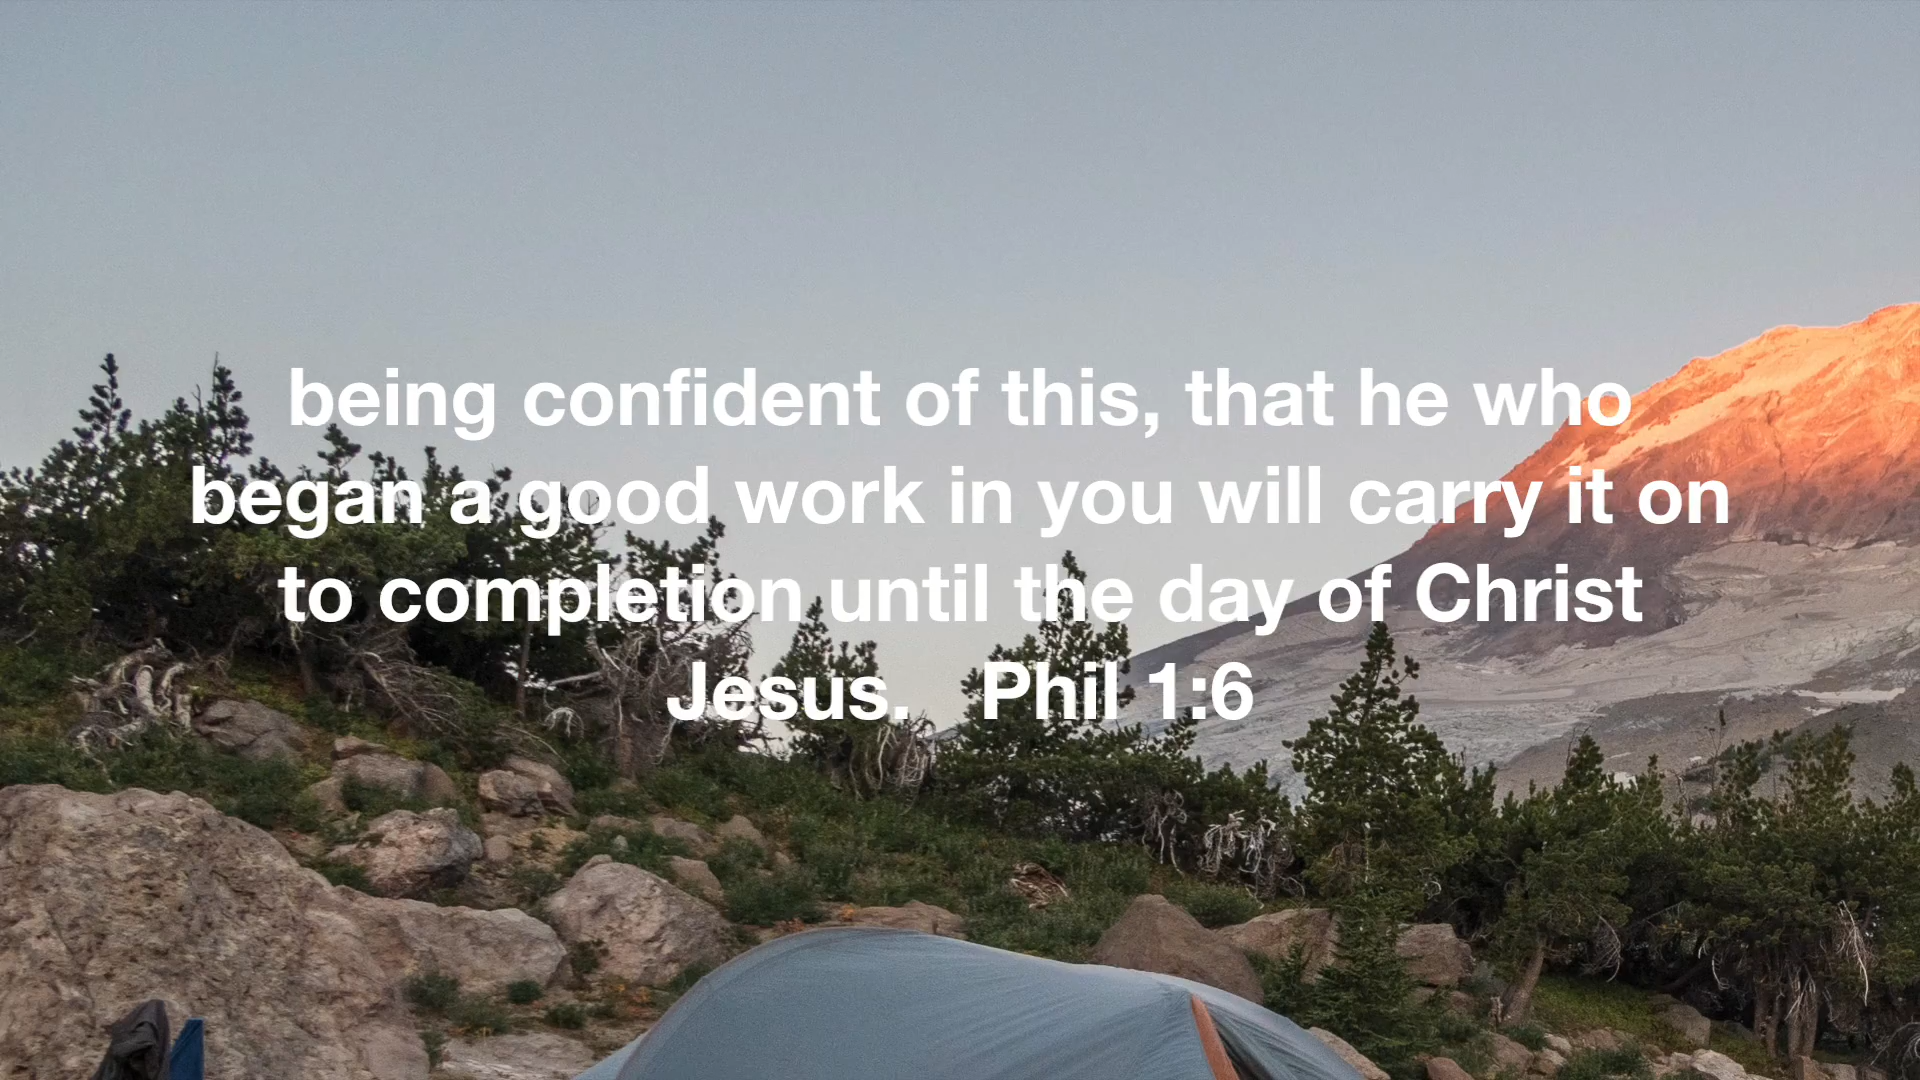 being confident of this, that he who
began a good work in you will carry it on
to completion until the day of Christ
Jesus.   Phil 1:6